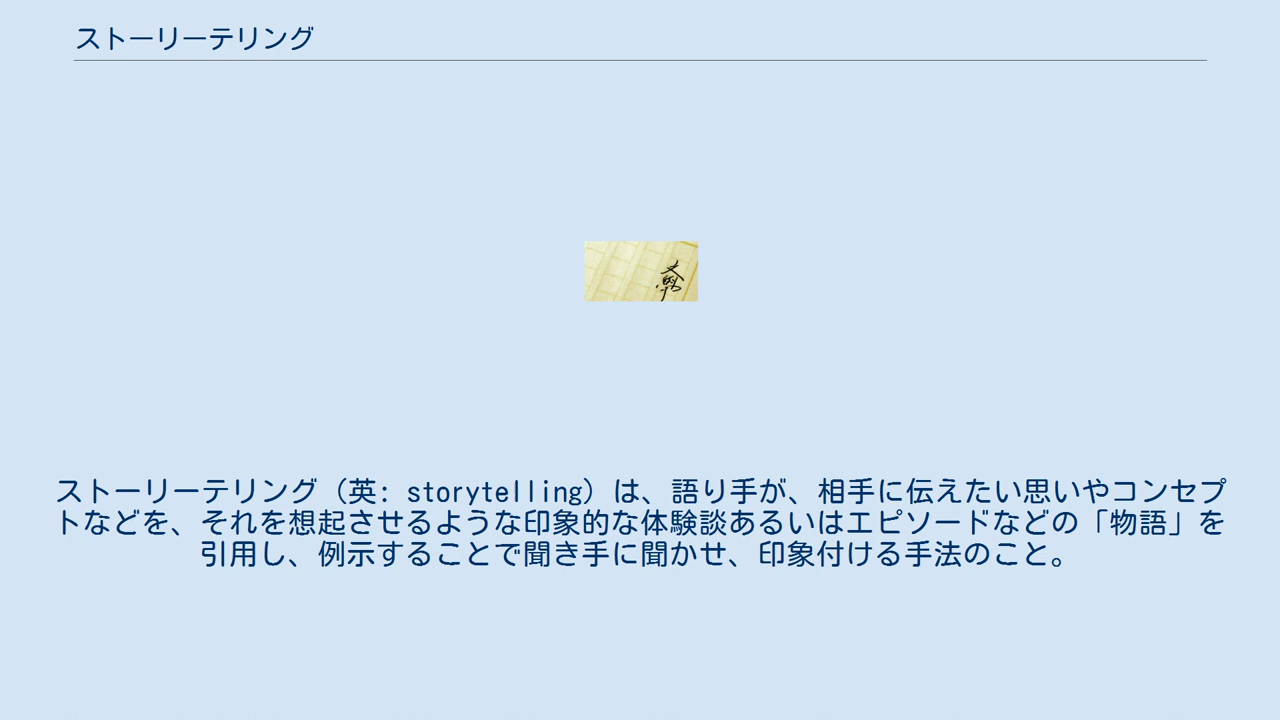 ストーリーテリング
ストーリーテリング（英: storytelling）は、語り手が、相手に伝えたい思いやコンセプ
トなどを、それを想起させるような印象的な体験談あるいはエピソードなどの「物語」を
引用し、例示することで聞き手に聞かせ、印象付ける手法のこと。